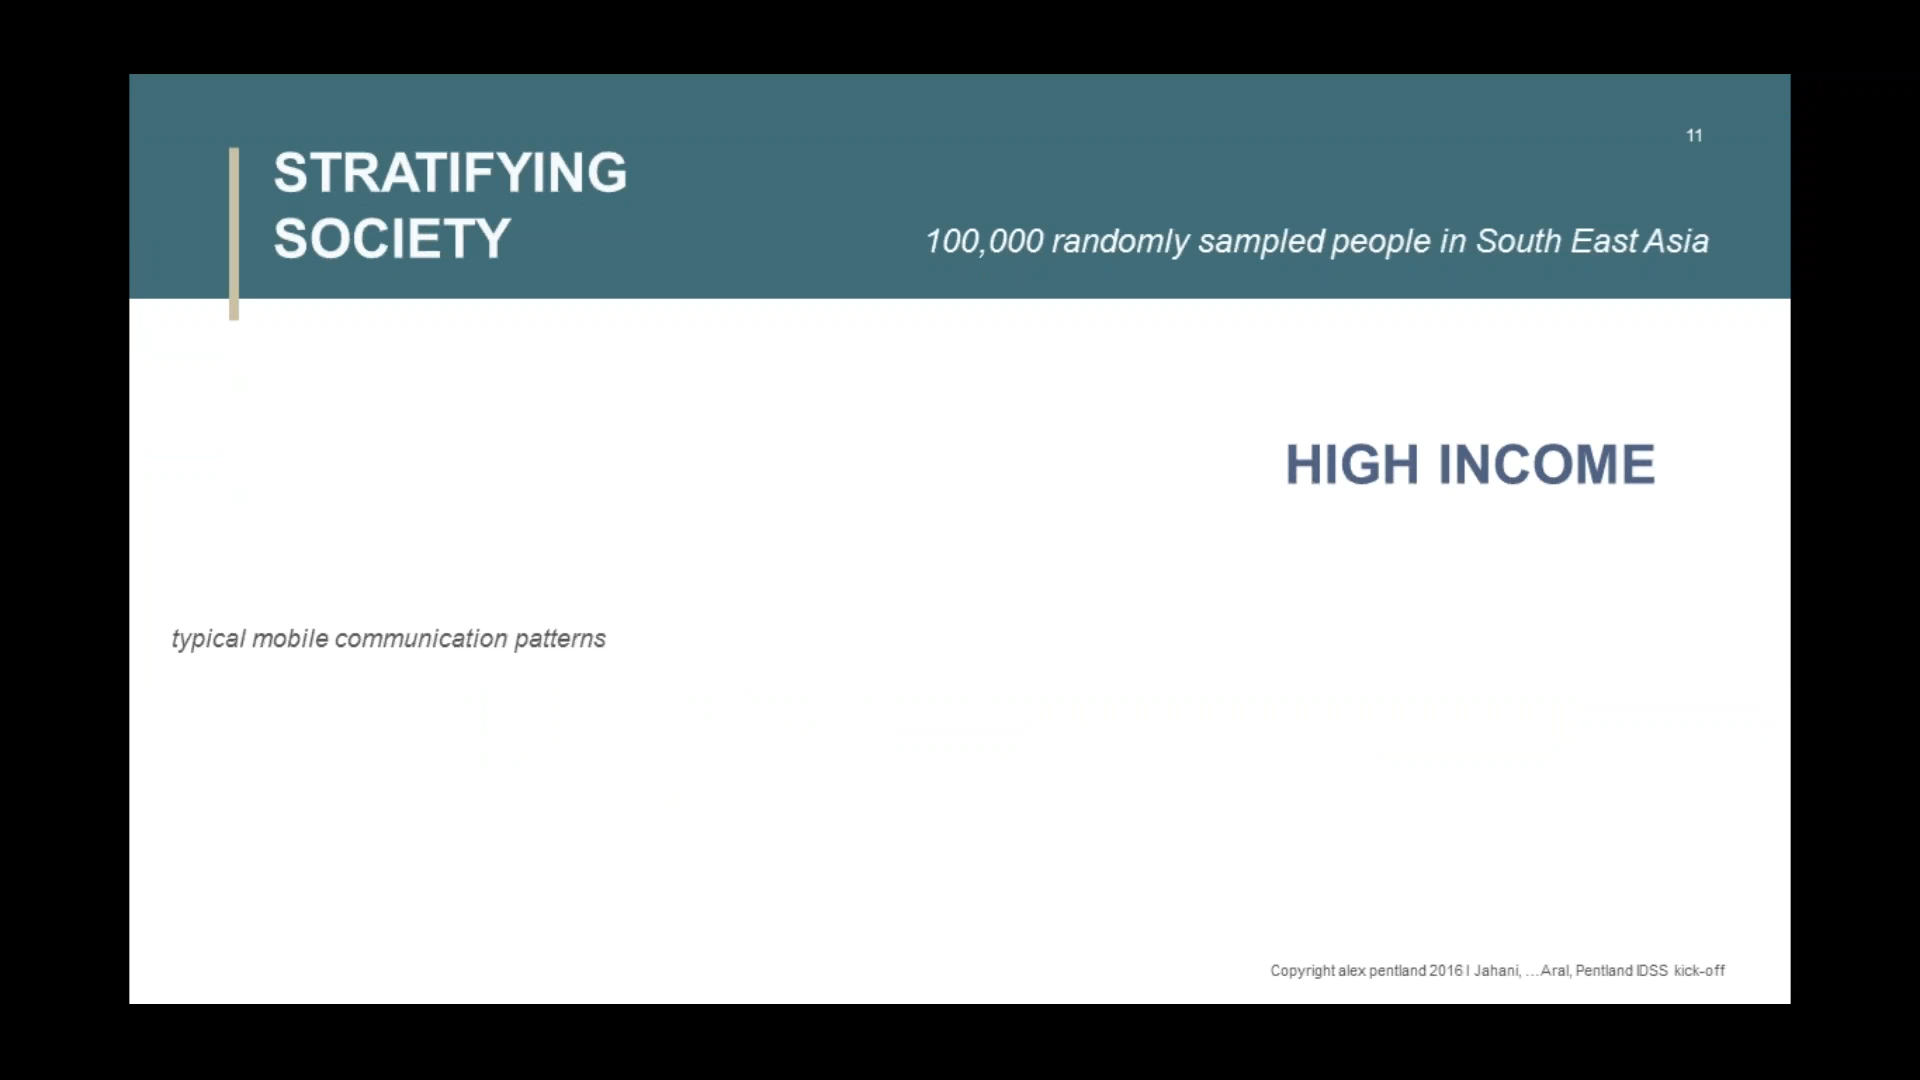 11
STRATIFYING
SOCIETY
100,000 randomly sampled people in South East Asia
HIGH INCOME
typical mobile communication patterns
Copyright alex pentland 2016 I Jahani, ...Aral, Pentland IDSS kick-off